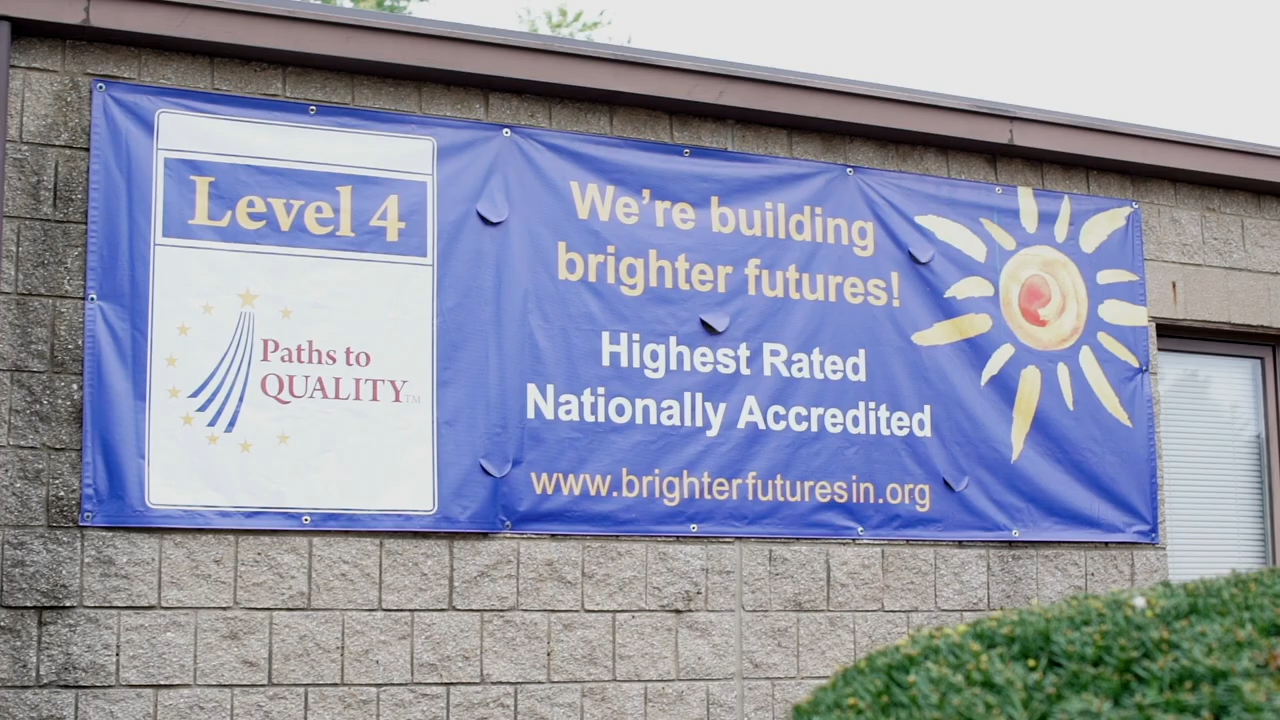 Level 4
Paths to
QUALITY™
We're building
brighter futures!
Highest Rated
Nationally Accredited
www.brighterfuturesin.org